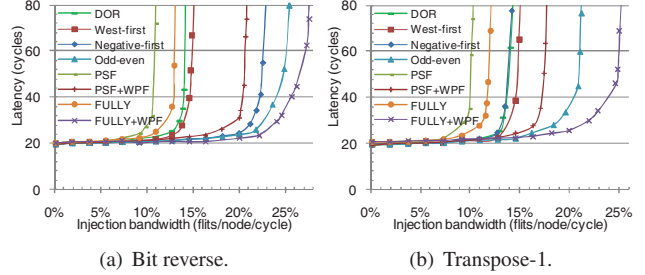 Latency (cycles)
80
60
40
20
0
DOR
West-first
Negative-first
Odd-even
PSF
PSF+WPF
FULLY
FULLY+WPF
0% 5% 10% 15% 20% 25%
Injection bandwidth (flits/node/cycle)
(a) Bit reverse.
Latency (cycles)
80
60
40
20
0
DOR
West-first
Negative-first
Odd-even
PSF
PSF+WPF
FULLY
FULLY+WPF
0% 5% 10% 15% 20% 25%
Injection bandwidth (flits/node/cycle)
(b) Transpose-1.